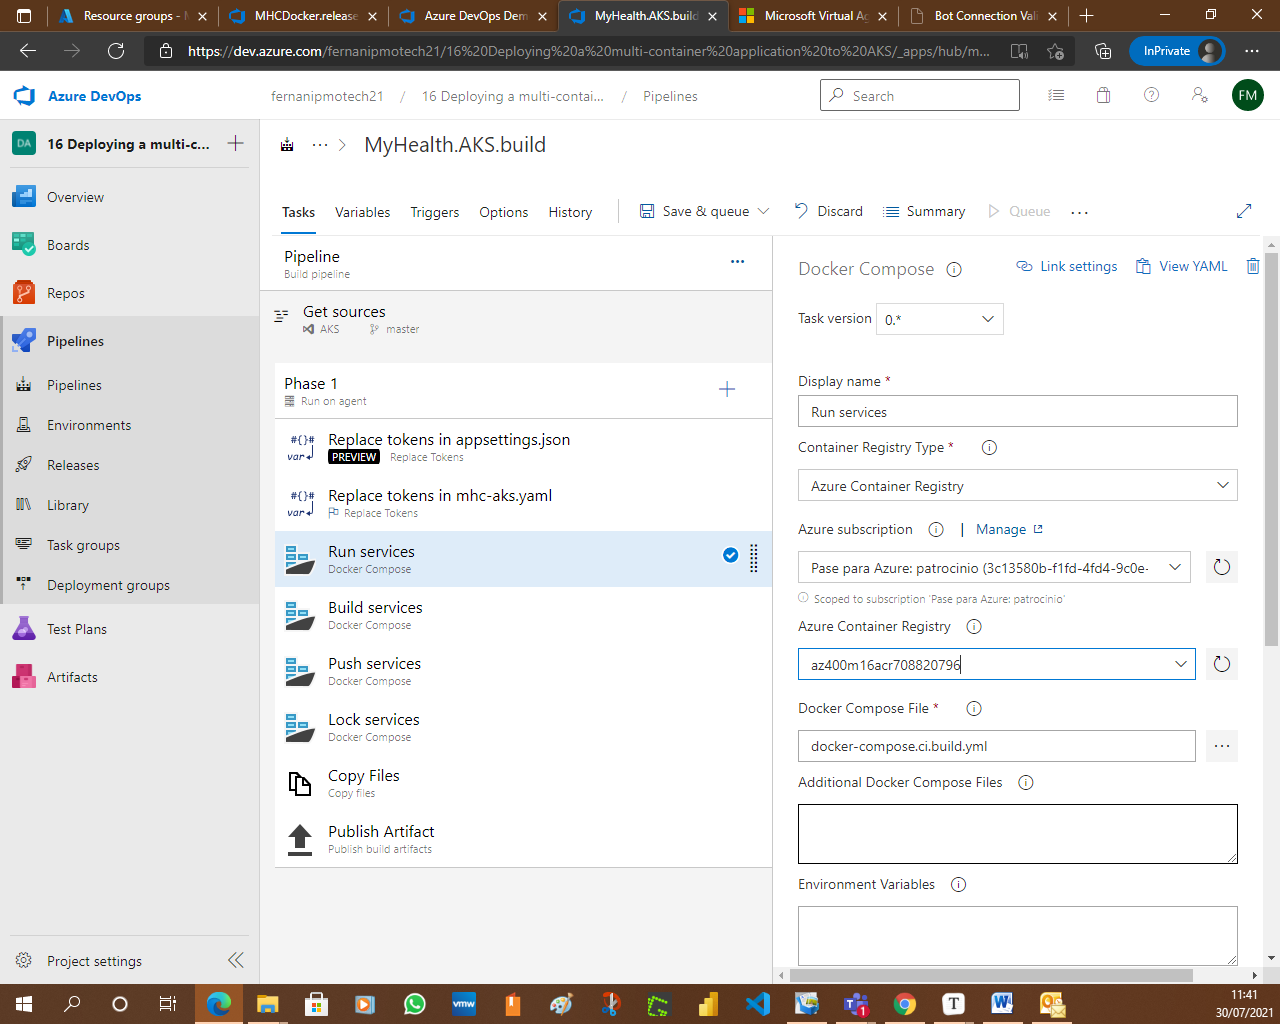 Resource groups - M
MHCDocker.release
Azure DevOps Dem
MyHealth.AKS.build
Microsoft Virtual Ag
Bot Connection Vali
https://dev.azure.com/fernanipmotech21/16%20Deploying%20a%20multi-container%20application%20to%20AKS/_apps/hub/m...
InPrivate
Azure DevOps
fernanipmotech21 / 16 Deploying a multi-contai... / Pipelines
Search
FM
DA
16 Deploying a multi-c...
Overview
Boards
Repos
Pipelines
Pipelines
Environments
Releases
Library
Task groups
Deployment groups
Test Plans
Artifacts
Project settings
... > MyHealth.AKS.build
Tasks Variables Triggers Options History
Save & queue Discard Summary Queue ...
Pipeline
Build pipeline
Get sources
AKS master
Phase 1
Run on agent
#{}#
var
Replace tokens in appsettings.json
PREVIEW Replace Tokens
#{}#
var
Replace tokens in mhc-aks.yaml
Replace Tokens
Run services
Docker Compose
Build services
Docker Compose
Push services
Docker Compose
Lock services
Docker Compose
Copy Files
Copy files
Publish Artifact
Publish build artifacts
Docker Compose
Link settings View YAML
Task version 0.*
Display name *
Run services
Container Registry Type *
Azure Container Registry
Azure subscription | Manage
Pase para Azure: patrocinio (3c13580b-f1fd-4fd4-9c0e-
Scoped to subscription 'Pase para Azure: patrocinio'
Azure Container Registry
az400m16acr708820796
Docker Compose File *
docker-compose.ci.build.yml
Additional Docker Compose Files
Environment Variables
vmw
1
T
11:41
30/07/2021